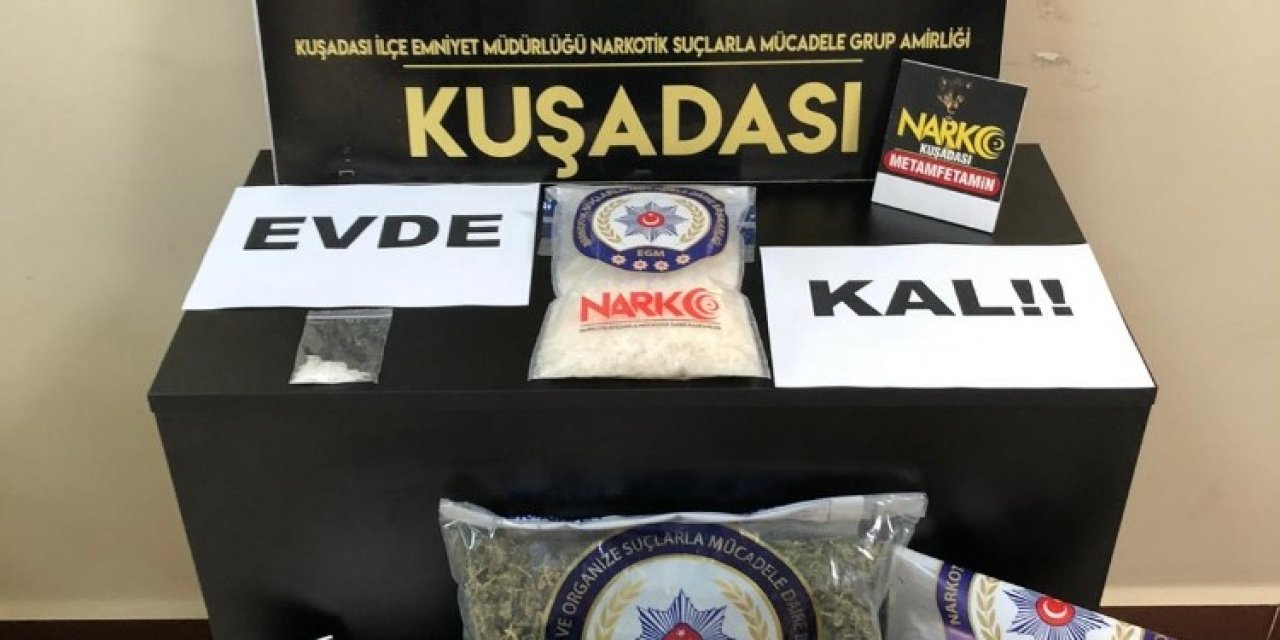 KUŞADASI İLÇE EMNİYET MÜDÜRLÜĞÜ NARKOTİK SUÇLARLA MÜCADELE GRUP AMİRLİĞİ
KUŞADASI
NARKO
KUŞADASI
METAMFETAMİN
EVDE
KAL!!
EGM
NARKO
VE ORGANİZE SUÇLARLA MÜCADELE DAİRE
NARKOT